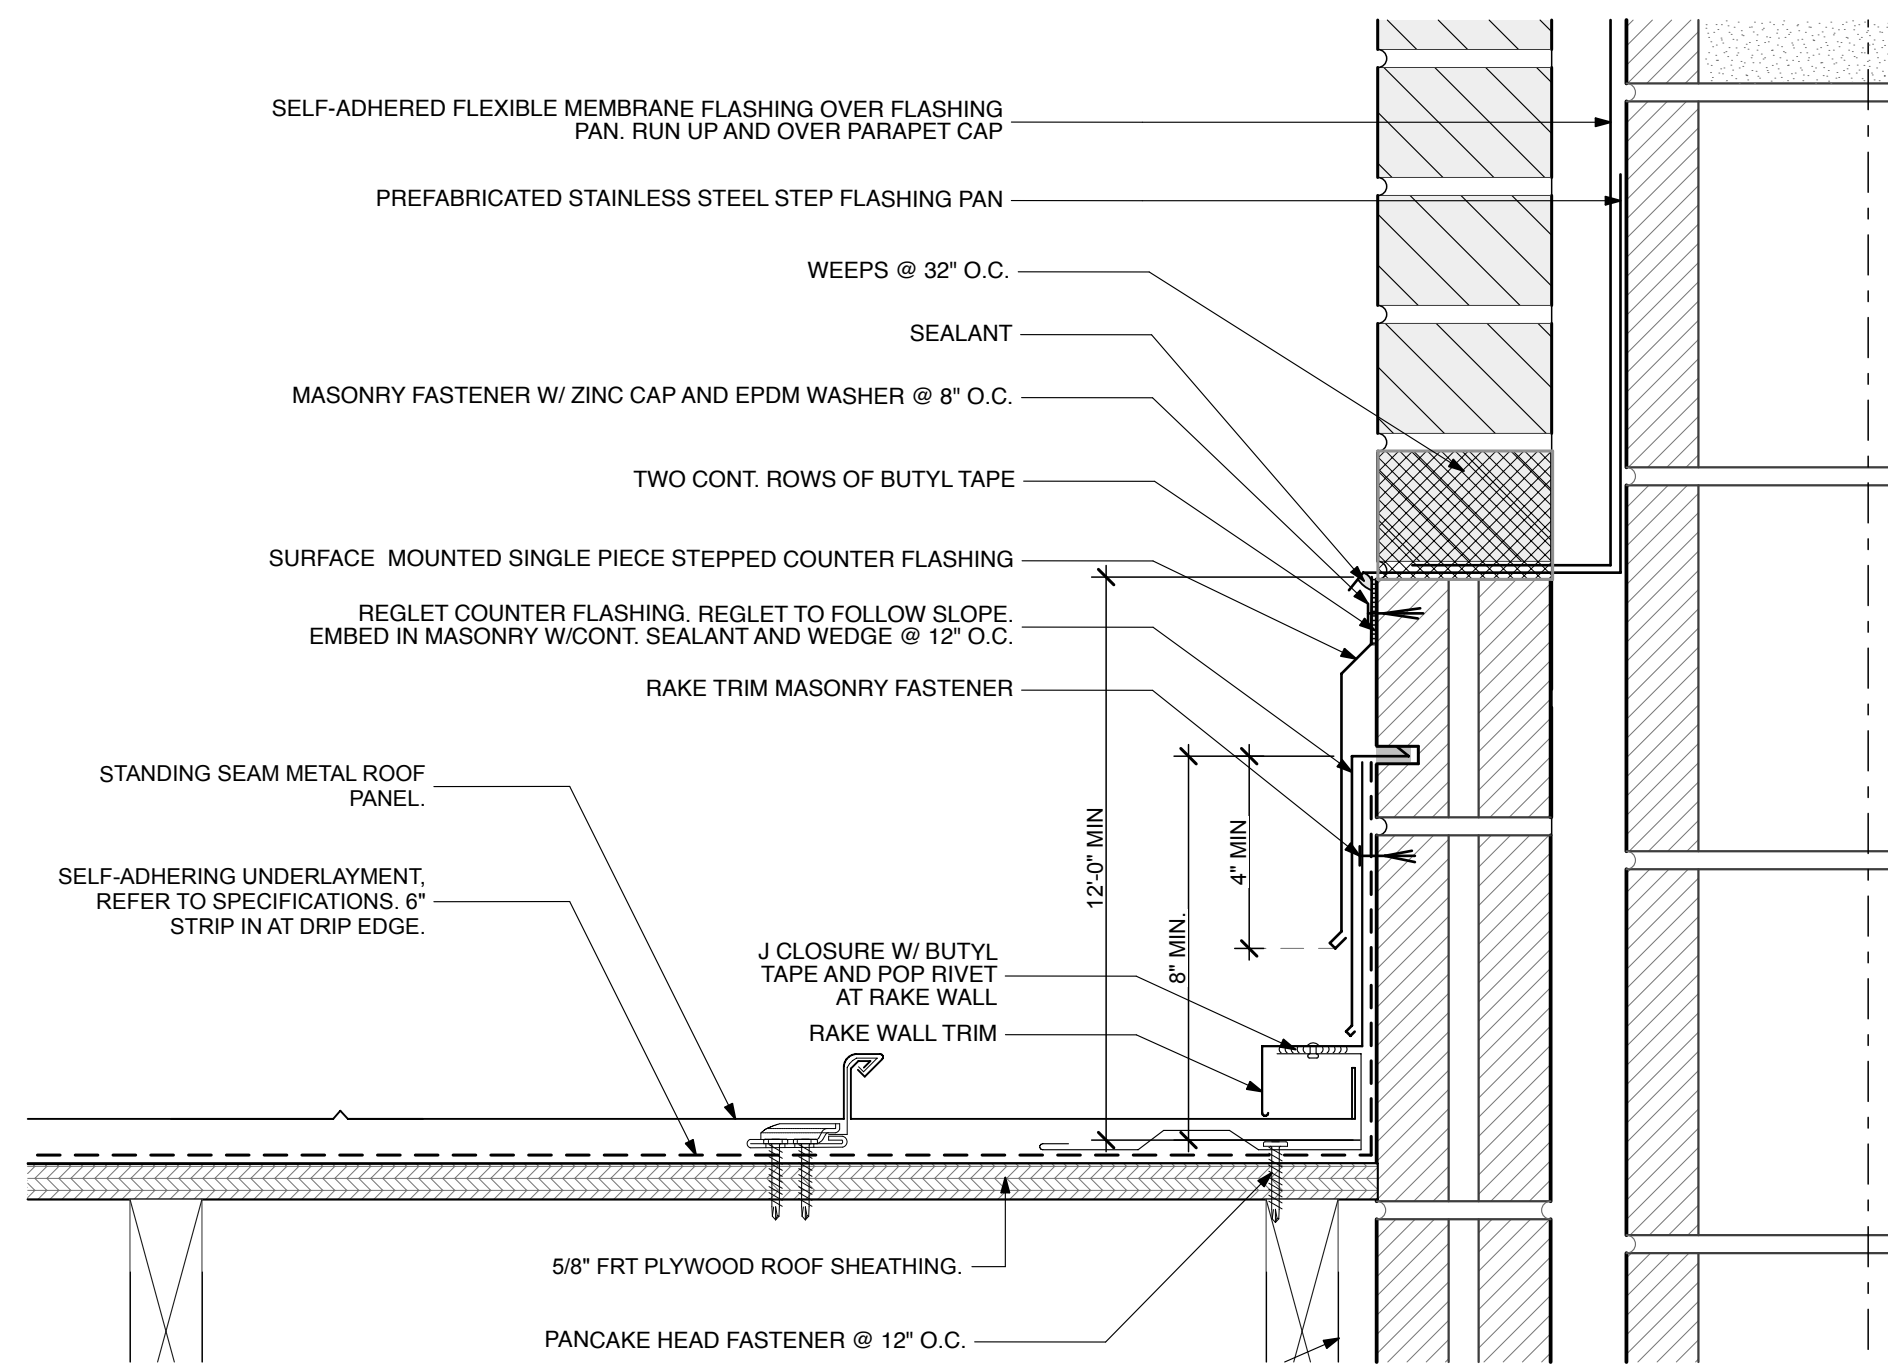 SELF-ADHERED FLEXIBLE MEMBRANE FLASHING OVER FLASHING
PAN. RUN UP AND OVER PARAPET CAP
PREFABRICATED STAINLESS STEEL STEP FLASHING PAN
WEEPS @ 32" O.C.
SEALANT
MASONRY FASTENER W/ ZINC CAP AND EPDM WASHER @ 8" O.C.
TWO CONT. ROWS OF BUTYL TAPE
SURFACE MOUNTED SINGLE PIECE STEPPED COUNTER FLASHING
REGLET COUNTER FLASHING. REGLET TO FOLLOW SLOPE.
EMBED IN MASONRY W/CONT. SEALANT AND WEDGE @ 12" O.C.
RAKE TRIM MASONRY FASTENER
STANDING SEAM METAL ROOF
PANEL.
SELF-ADHERING UNDERLAYMENT,
REFER TO SPECIFICATIONS. 6"
STRIP IN AT DRIP EDGE.
12'-0" MIN
8" MIN.
4" MIN
J CLOSURE W/ BUTYL
TAPE AND POP RIVET
AT RAKE WALL
RAKE WALL TRIM
5/8" FRT PLYWOOD ROOF SHEATHING.
PANCAKE HEAD FASTENER @ 12" O.C.